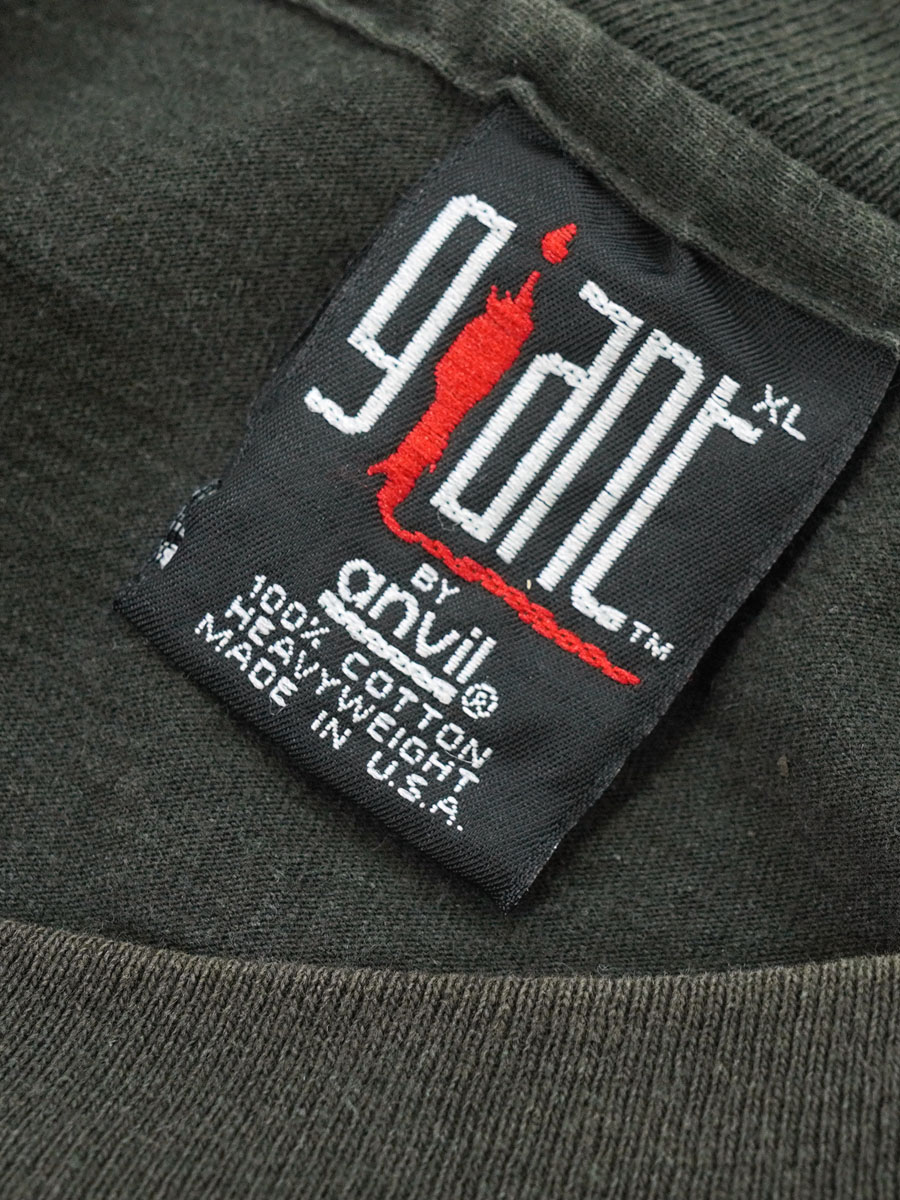 giant XL
TM
BY
anvil®
100% COTTON
HEAVYWEIGHT
MADE IN U.S.A.